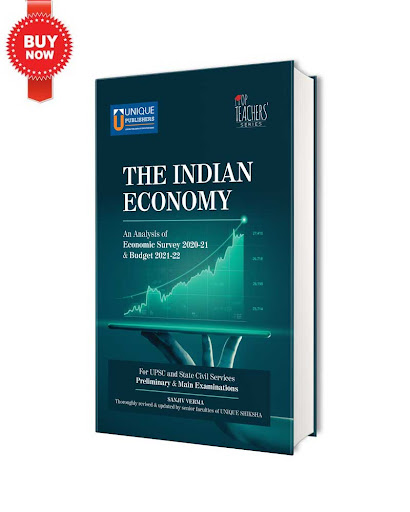 BUY
NOW
UNIQUE
PUBLISHERS
TOP
TEACHERS'
SERIES
THE INDIAN
ECONOMY
An Analysis of
Economic Survey 2020-21
& Budget 2021-22
For UPSC and State Civil Services
Preliminary & Main Examinations
SANJIV VERMA
Thoroughly revised & updated by senior faculties of UNIQUE SHIKSHA